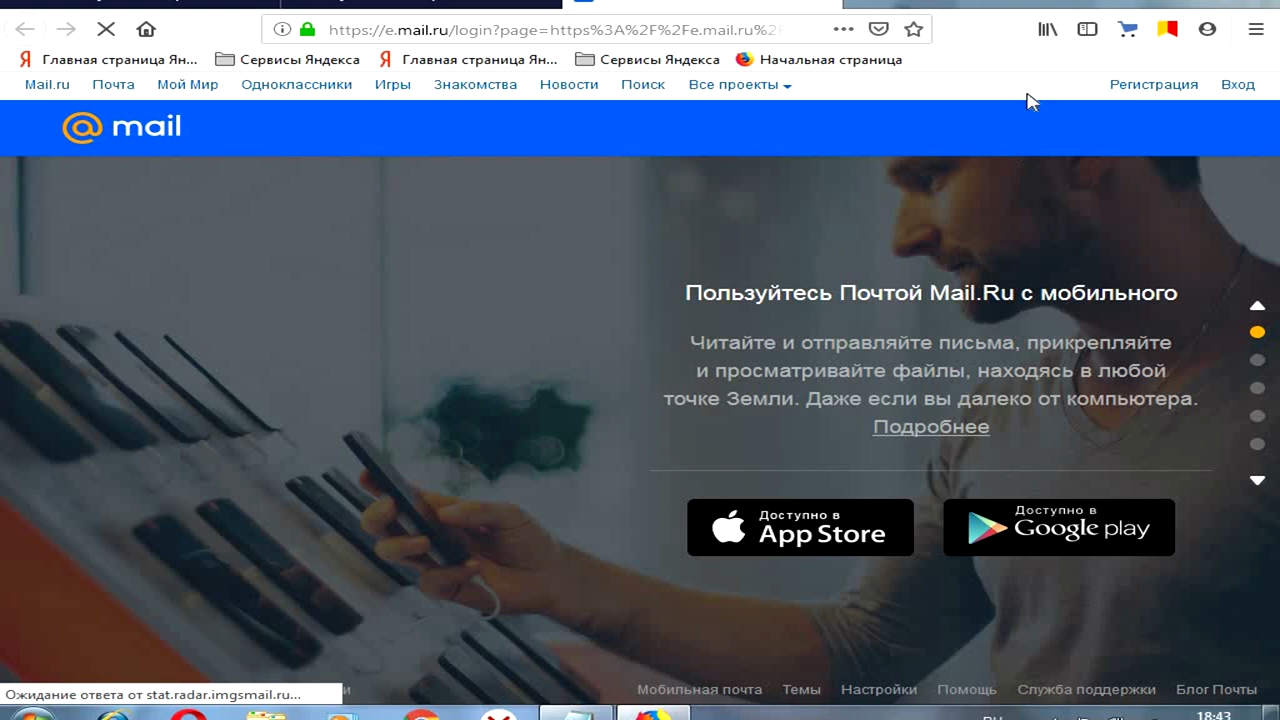 https://e.mail.ru/login?page=https%3A%2F%2Fe.mail.ru%2F
Главная страница Ян...
Сервисы Яндекса
Главная страница Ян...
Сервисы Яндекса
Начальная страница
Mail.ru Почта Мой Мир Одноклассники Игры Знакомства Новости Поиск Все проекты Регистрация Вход
@mail
Пользуйтесь Почтой Mail.Ru с мобильного
Читайте и отправляйте письма, прикрепляйте
и просматривайте файлы, находясь в любой
точке Земли. Даже если вы далеко от компьютера.
Подробнее
Доступно в
App Store
Доступно в
Google play
Ожидание ответа от stat.radar.imgsmail.ru...
Мобильная почта Темы Настройки Помощь Служба поддержки Блог Почты
18:43